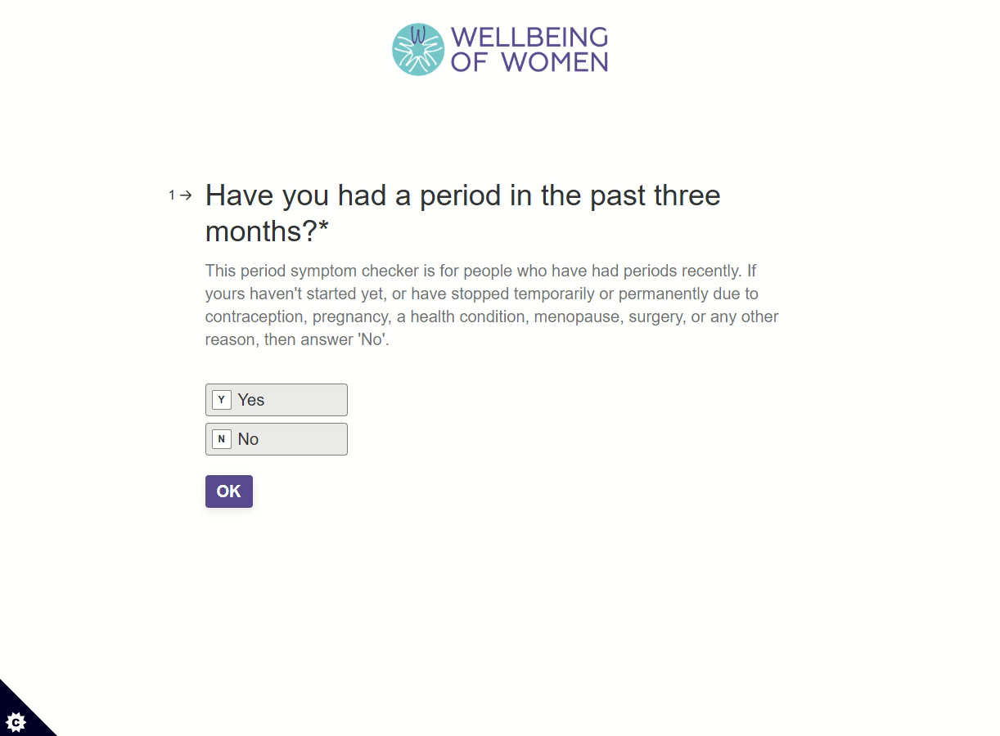 W
WELLBEING
OF WOMEN
1 → Have you had a period in the past three
months?*
This period symptom checker is for people who have had periods recently. If
yours haven't started yet, or have stopped temporarily or permanently due to
contraception, pregnancy, a health condition, menopause, surgery, or any other
reason, then answer 'No'.
Y Yes
N No
OK
C